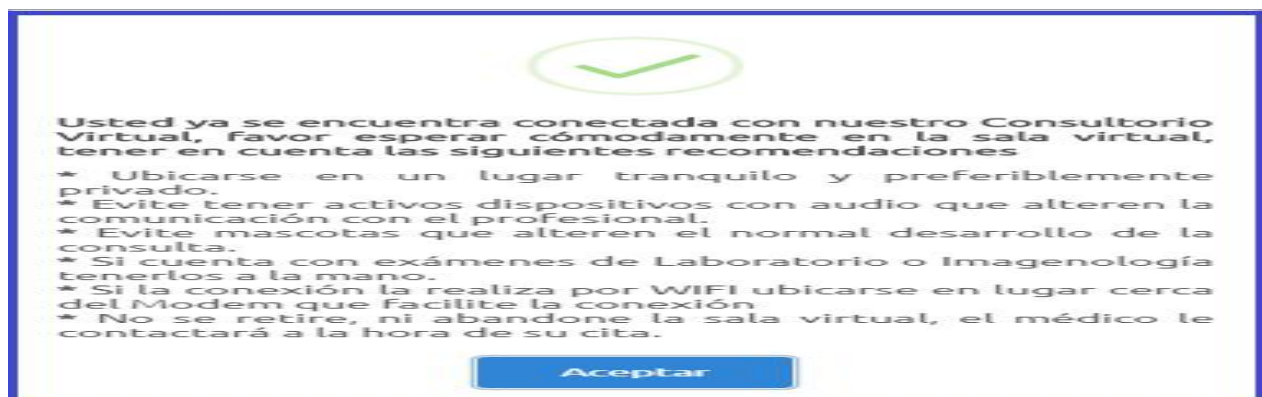 Usted ya se encuentra conectada con nuestro Consultorio
Virtual, favor esperar cómodamente en la sala virtual,
tener en cuenta las siguientes recomendaciones
* Ubicarse en un lugar tranquilo y preferiblemente
privado.
* Evite tener activos dispositivos con audio que alteren la
comunicación con el profesional.
* Evite mascotas que alteren el normal desarrollo de la
consulta.
* Si cuenta con exámenes de Laboratorio o Imagenología
tenerlos a la mano.
* Si la conexión la realiza por WIFI ubicarse en lugar cerca
del Modem que facilite la conexión
* No se retire, ni abandone la sala virtual, el médico le
contactará a la hora de su cita.
Aceptar